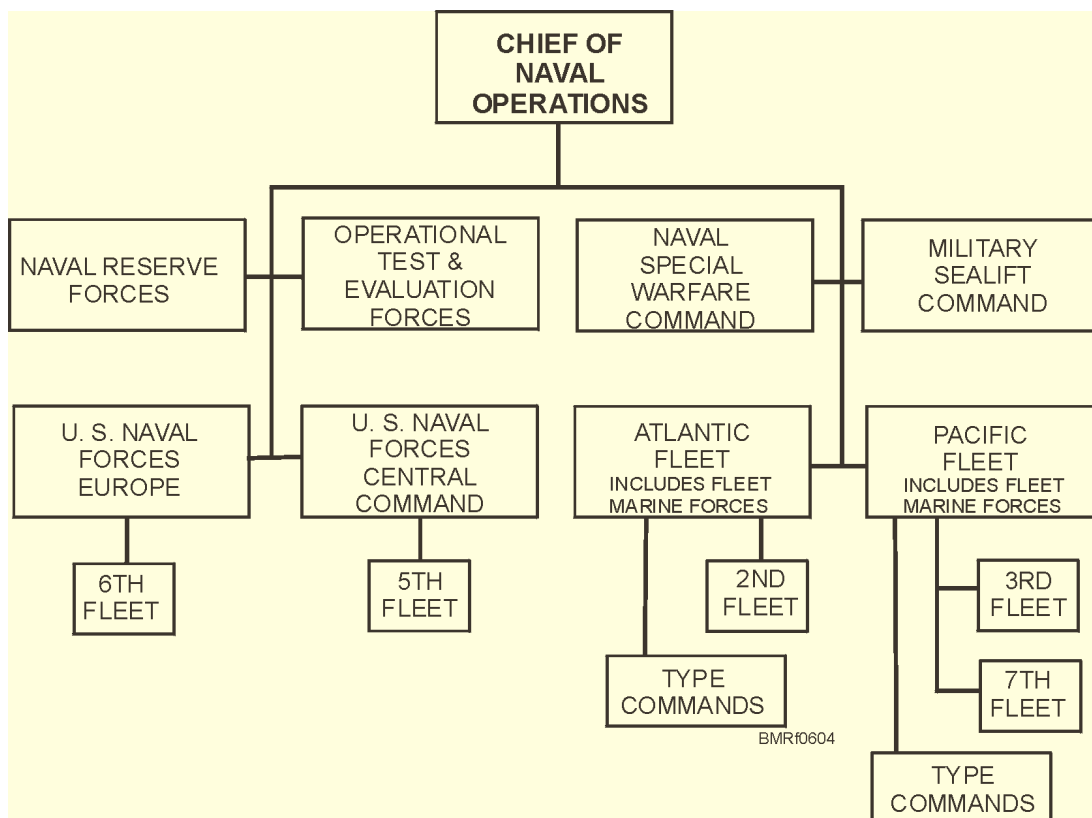 CHIEF OF
NAVAL
OPERATIONS
NAVAL RESERVE
FORCES
OPERATIONAL
TEST &
EVALUATION
FORCES
NAVAL
SPECIAL
WARFARE
COMMAND
MILITARY
SEALIFT
COMMAND
U. S. NAVAL
FORCES
EUROPE
U. S. NAVAL
FORCES
CENTRAL
COMMAND
ATLANTIC
FLEET
INCLUDES FLEET
MARINE FORCES
PACIFIC
FLEET
INCLUDES FLEET
MARINE FORCES
6TH
FLEET
5TH
FLEET
2ND
FLEET
3RD
FLEET
TYPE
COMMANDS
7TH
FLEET
BMRf0604
TYPE
COMMANDS